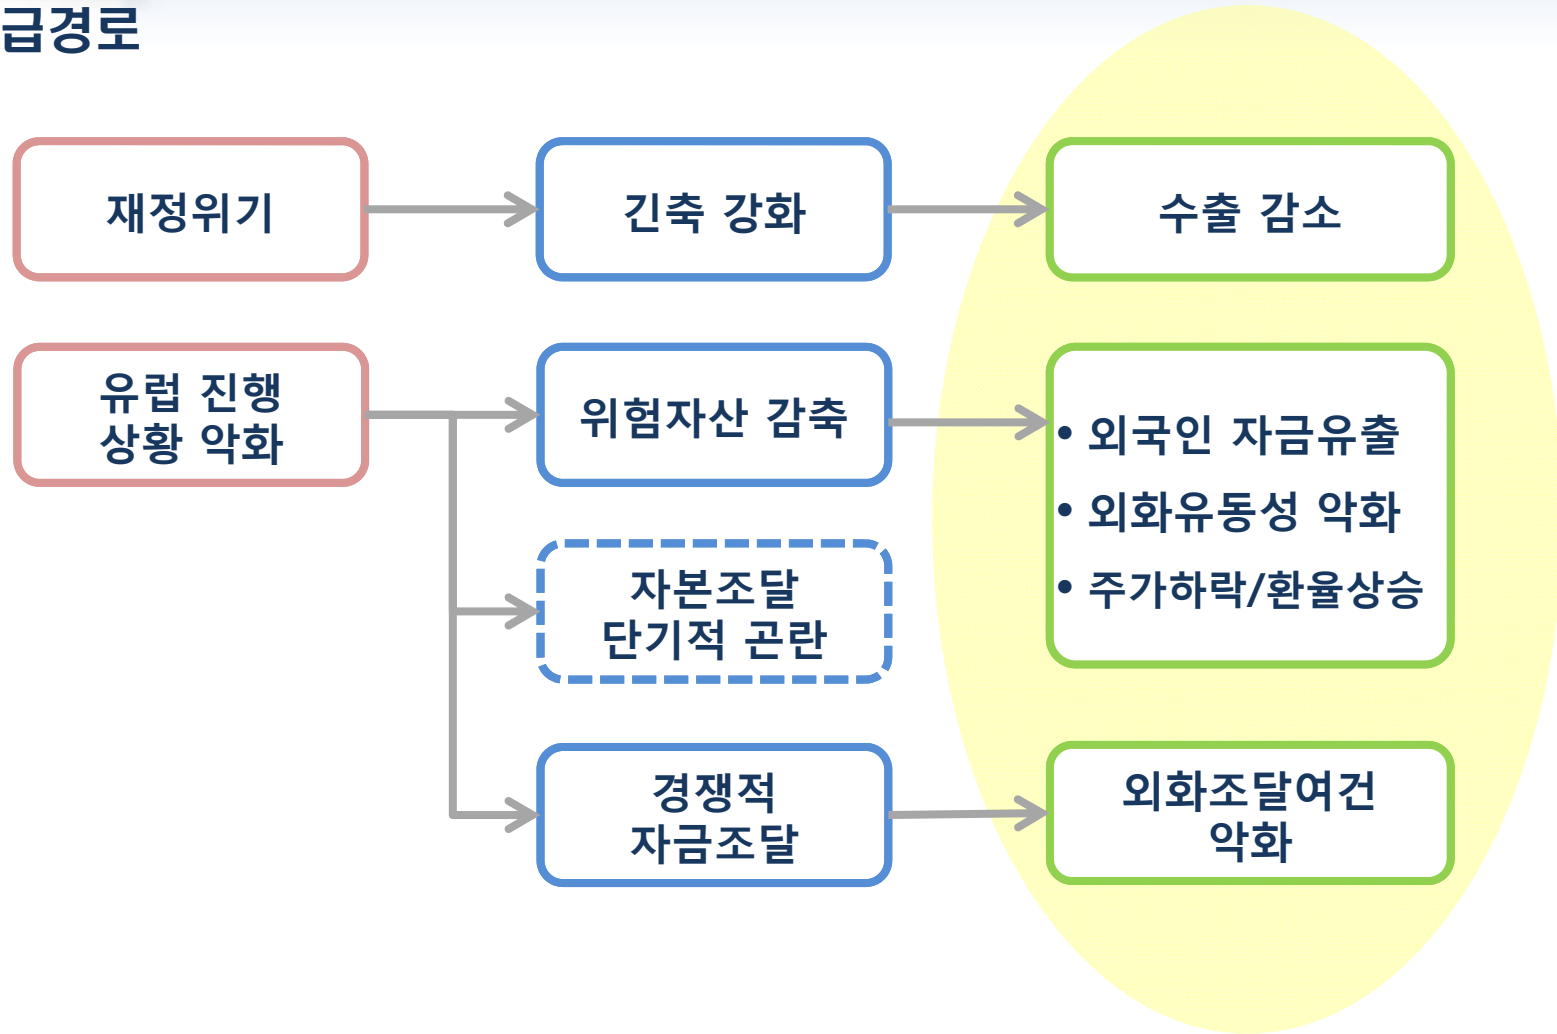 급경로
재정위기
긴축 강화
수출 감소
유럽 진행
상황 악화
위험자산 감축
• 외국인 자금유출
• 외화유동성 악화
• 주가하락/환율상승
자본조달
단기적 곤란
경쟁적
자금조달
외화조달여건
악화